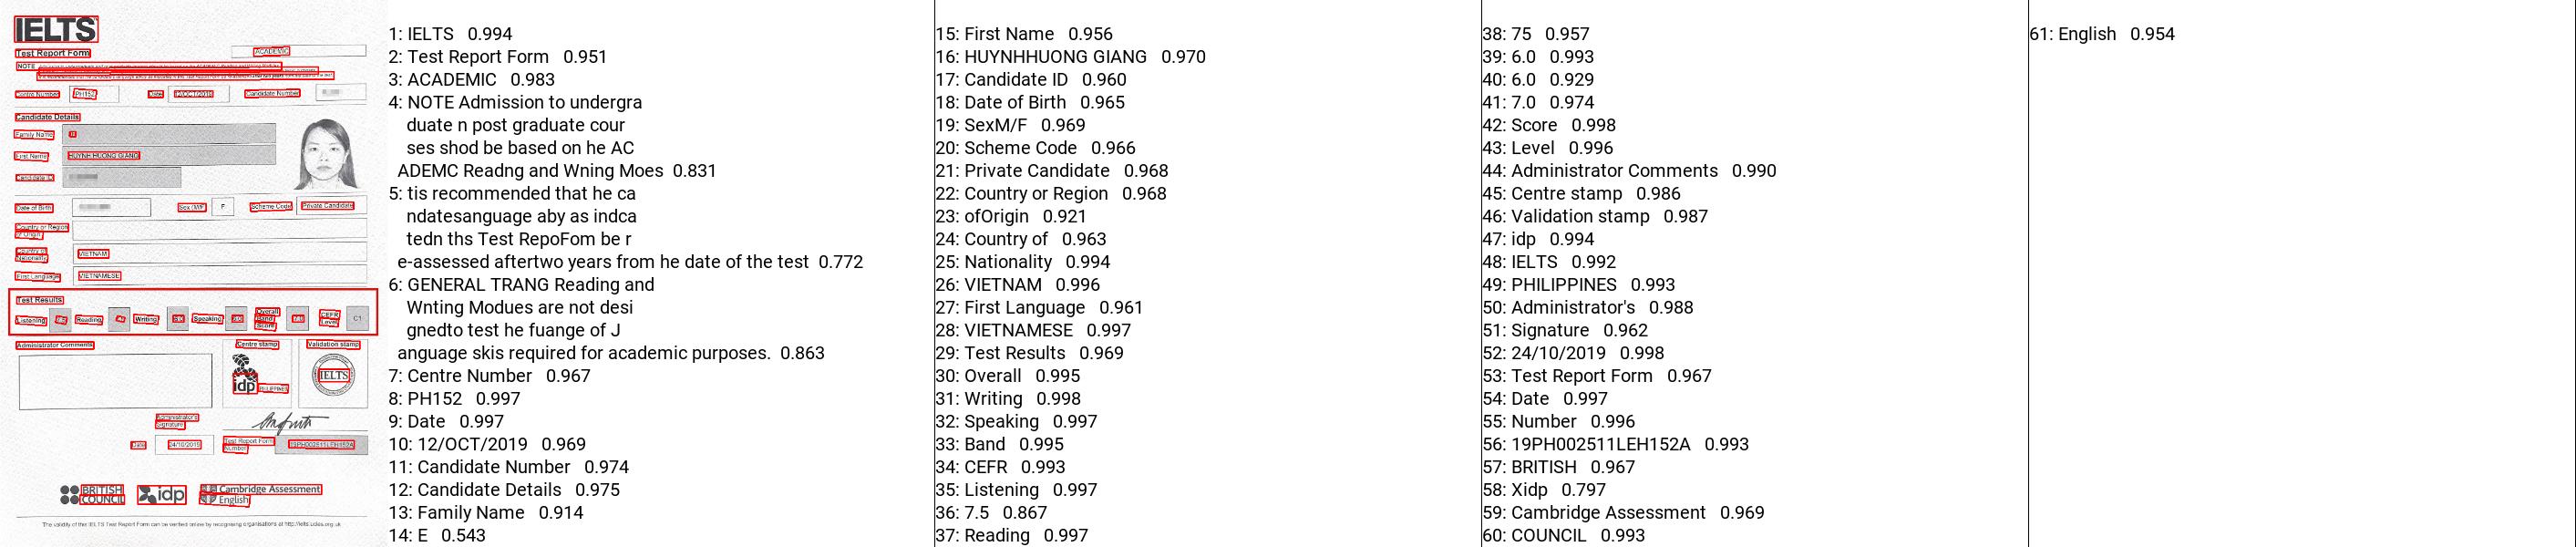 IELTS
Test Report Form
ACADEMIC
NOTE
Centre Number PH152 Date 12/OCT/2019 Candidate Number
Candidate Details
Family Name
First Name HUYNH HUONG GIANG
Candidate ID
Date of Birth Sex (M/F) F Scheme Code Private Candidate
Country or Region
of Origin
Country of
Nationality
VIETNAM
First Language VIETNAMESE
Test Results
Listening Reading Writing Speaking Overall Band Score CEFR Level C1
Administrator Comments Centre stamp Validation stamp
idp PHILIPPINES
IELTS
Administrator's
Signature
Date 24/10/2019 Test Report Form
Number
19PH002511LEH152A
BRITISH
COUNCIL
idp
Cambridge Assessment
English
The validity of this IELTS Test Report Form can be verified online by recognising organisations at http://ielts.ucles.org.uk
1: IELTS 0.994
2: Test Report Form 0.951
3: ACADEMIC 0.983
4: NOTE Admission to undergra
duate n post graduate cour
ses shod be based on he AC
ADEMC Readng and Wning Moes 0.831
5: tis recommended that he ca
ndatesanguage aby as indca
tedn ths Test RepoFom be r
e-assessed aftertwo years from he date of the test 0.772
6: GENERAL TRANG Reading and
Wnting Modues are not desi
gnedto test he fuange of J
anguage skis required for academic purposes. 0.863
7: Centre Number 0.967
8: PH152 0.997
9: Date 0.997
10: 12/OCT/2019 0.969
11: Candidate Number 0.974
12: Candidate Details 0.975
13: Family Name 0.914
14: E 0.543
15: First Name 0.956
16: HUYNHHUONG GIANG 0.970
17: Candidate ID 0.960
18: Date of Birth 0.965
19: SexM/F 0.969
20: Scheme Code 0.966
21: Private Candidate 0.968
22: Country or Region 0.968
23: ofOrigin 0.921
24: Country of 0.963
25: Nationality 0.994
26: VIETNAM 0.996
27: First Language 0.961
28: VIETNAMESE 0.997
29: Test Results 0.969
30: Overall 0.995
31: Writing 0.998
32: Speaking 0.997
33: Band 0.995
34: CEFR 0.993
35: Listening 0.997
36: 7.5 0.867
37: Reading 0.997
38: 75 0.957
39: 6.0 0.993
40: 6.0 0.929
41: 7.0 0.974
42: Score 0.998
43: Level 0.996
44: Administrator Comments 0.990
45: Centre stamp 0.986
46: Validation stamp 0.987
47: idp 0.994
48: IELTS 0.992
49: PHILIPPINES 0.993
50: Administrator's 0.988
51: Signature 0.962
52: 24/10/2019 0.998
53: Test Report Form 0.967
54: Date 0.997
55: Number 0.996
56: 19PH002511LEH152A 0.993
57: BRITISH 0.967
58: Xidp 0.797
59: Cambridge Assessment 0.969
60: COUNCIL 0.993
61: English 0.954